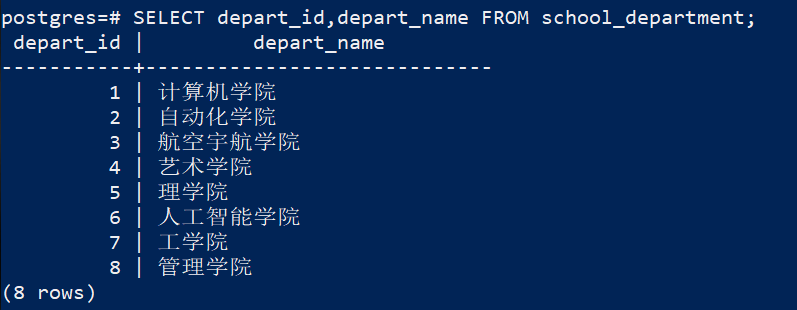 postgres=# SELECT depart_id,depart_name FROM school_department;
 depart_id |         depart_name
-----------+-----------------------------
         1 | 计算机学院
         2 | 自动化学院
         3 | 航空宇航学院
         4 | 艺术学院
         5 | 理学院
         6 | 人工智能学院
         7 | 工学院
         8 | 管理学院
(8 rows)